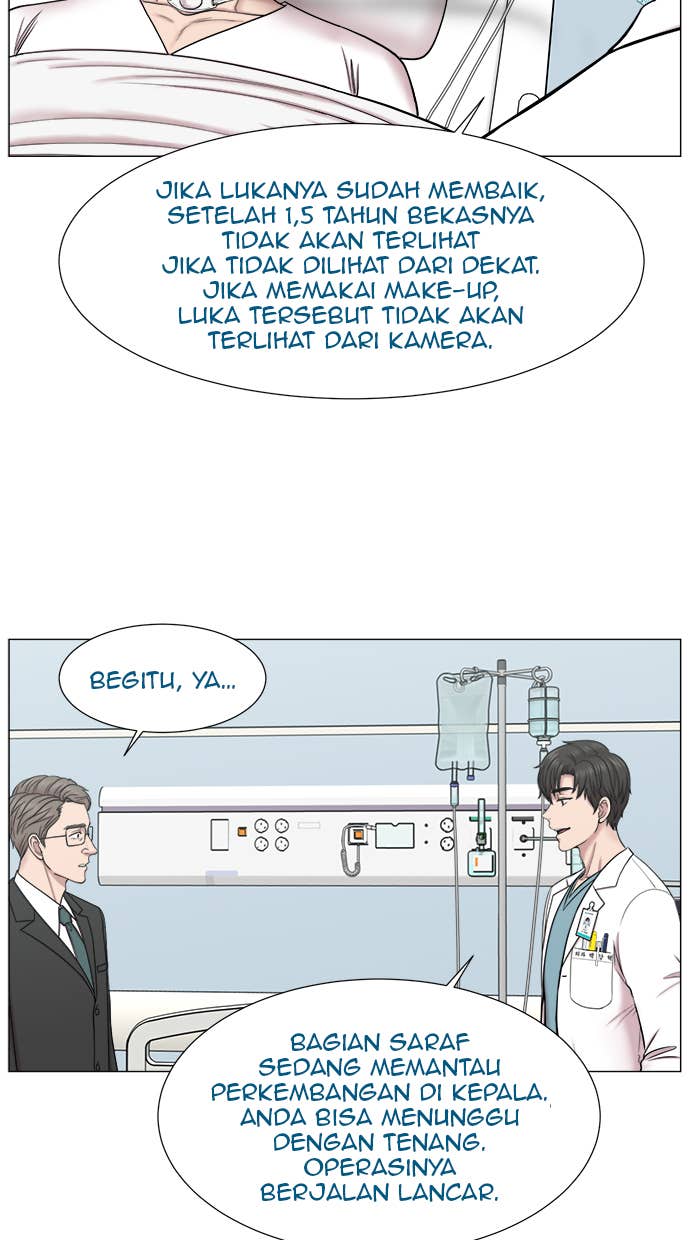 JIKA LUKANYA SUDAH MEMBAIK,
SETELAH 1,5 TAHUN BEKASNYA
TIDAK AKAN TERLIHAT
JIKA TIDAK DILIHAT DARI DEKAT.
JIKA MEMAKAI MAKE-UP,
LUKA TERSEBUT TIDAK AKAN
TERLIHAT DARI KAMERA.
BEGITU, YA...
BAGIAN SARAF
SEDANG MEMANTAU
PERKEMBANGAN DI KEPALA.
ANDA BISA MENUNGGU
DENGAN TENANG.
OPERASINYA
BERJALAN LANCAR.